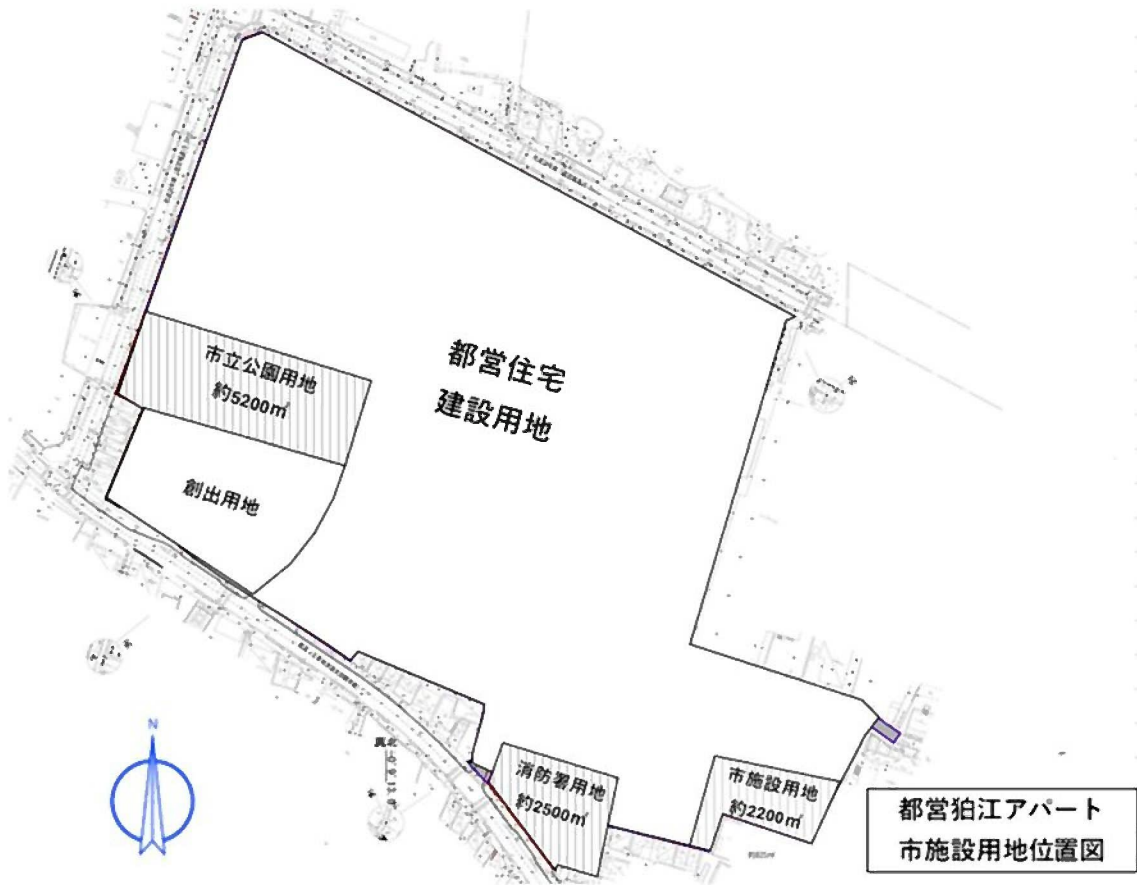 市立公園用地
約5200㎡
都営住宅
建設用地
創出用地
N
消防署用地
約2500㎡
市施設用地
約2200㎡
都営狛江アパート
市施設用地位置図